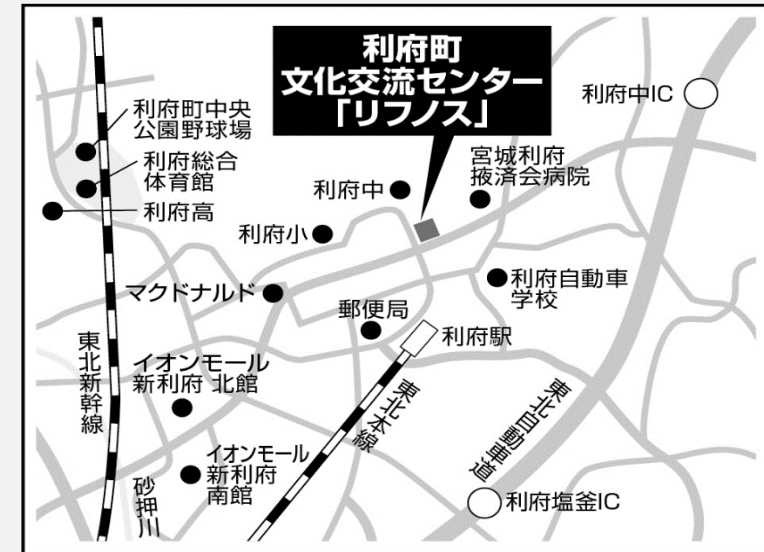 利府町
文化交流センター
「リフノス」
利府中IC
利府町中央
公園野球場
利府総合
体育館
利府高
利府中
宮城利府
掖済会病院
利府小
マクドナルド
利府自動車
学校
郵便局
利府駅
東北新幹線
イオンモール
新利府 北館
東北本線
東北自動車道
イオンモール
新利府
南館
砂押川
利府塩釜IC